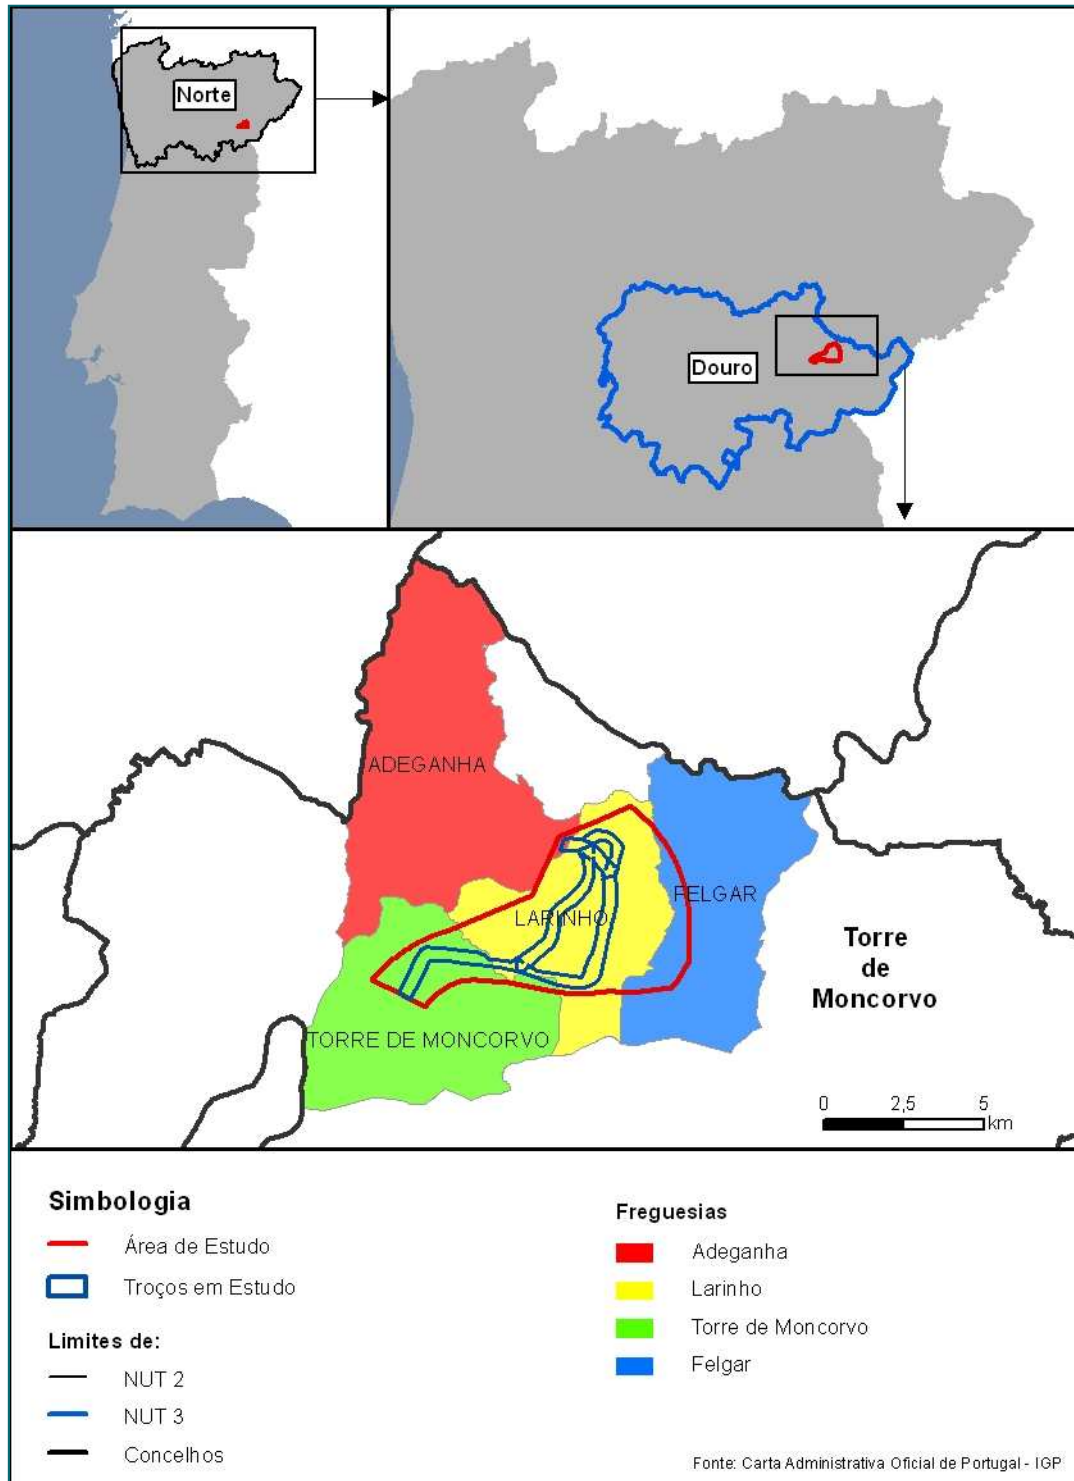 Norte
Douro
ADEGANHA
FELGAR
LARINHO
Torre
de
Moncorvo
TORRE DE MONCORVO
0 2,5 5
km
Simbologia
Área de Estudo
Troços em Estudo
Limites de:
NUT 2
NUT 3
Concelhos
Freguesias
Adeganha
Larinho
Torre de Moncorvo
Felgar
Fonte: Carta Administrativa Oficial de Portugal - IGP